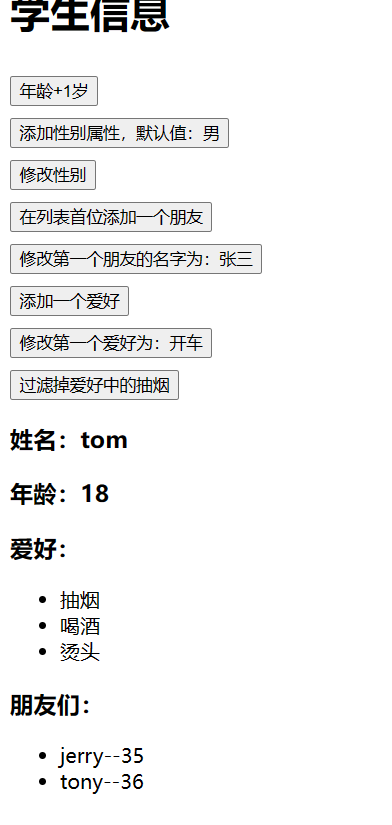 学生信息
年龄+1岁
添加性别属性，默认值：男
修改性别
在列表首位添加一个朋友
修改第一个朋友的名字为：张三
添加一个爱好
修改第一个爱好为：开车
过滤掉爱好中的抽烟
姓名：tom
年龄：18
爱好：
抽烟
喝酒
烫头
朋友们：
jerry--35
tony--36